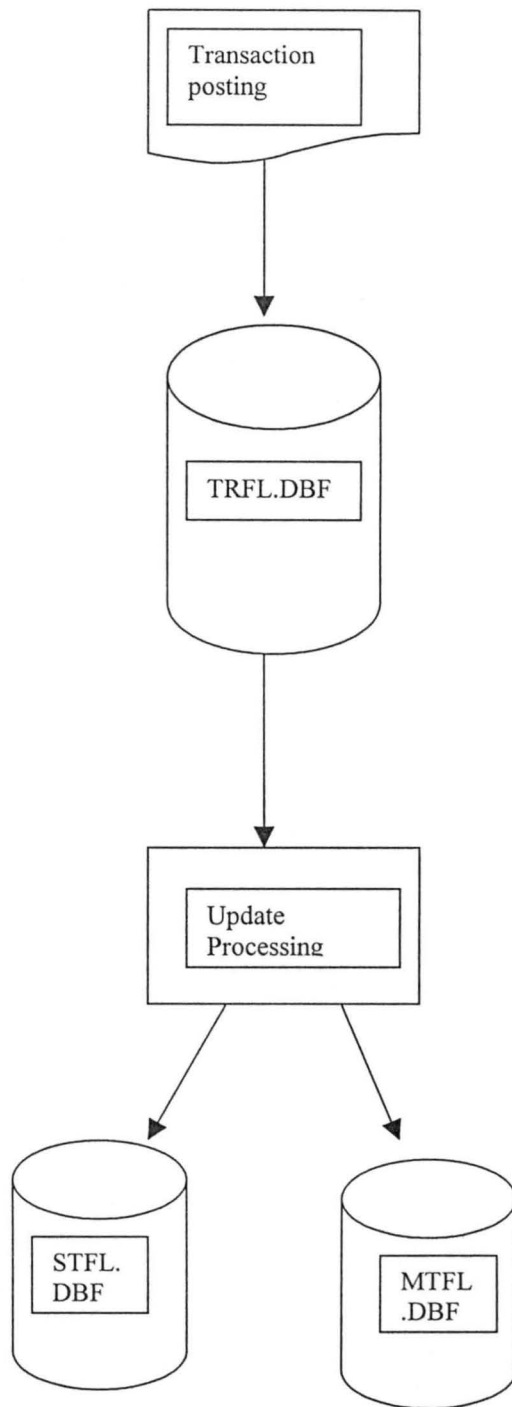 Transaction
posting
TRFL.DBF
Update
Processing
STFL.
DBF
MTFL
.DBF